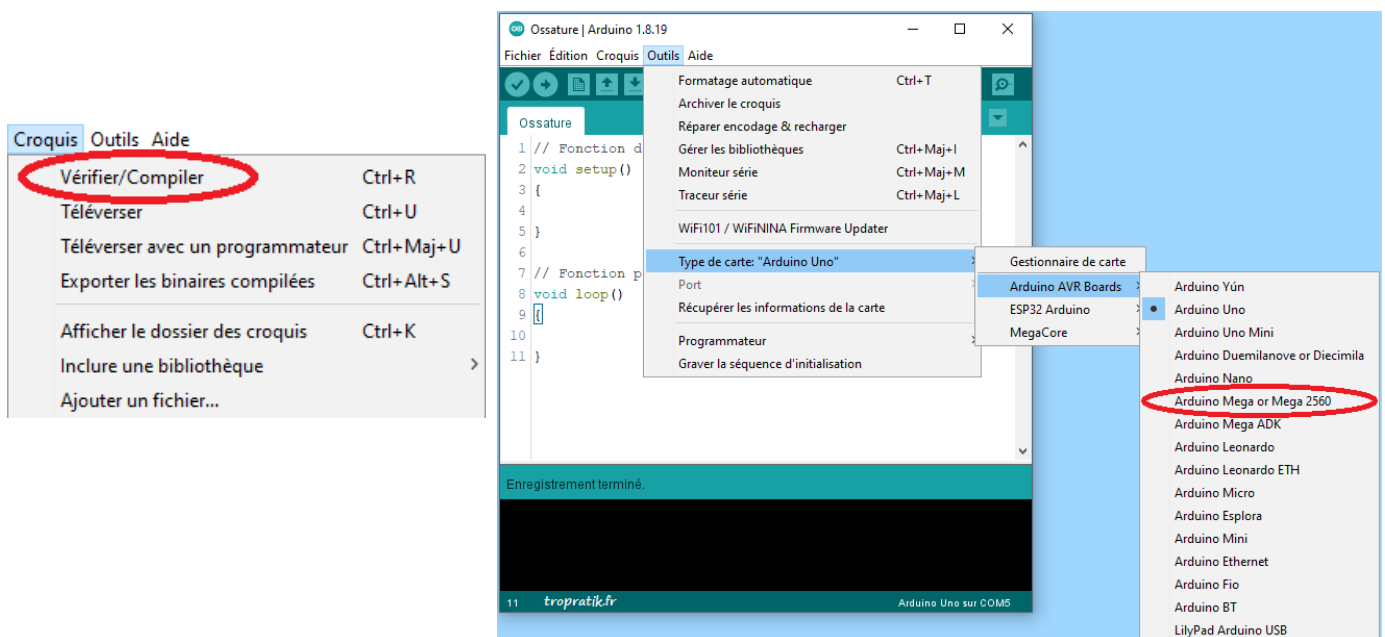 Croquis Outils Aide
Vérifier/Compiler Ctrl+R
Téléverser Ctrl+U
Téléverser avec un programmateur Ctrl+Maj+U
Exporter les binaires compilées Ctrl+Alt+S
Afficher le dossier des croquis Ctrl+K
Inclure une bibliothèque
Ajouter un fichier...
Ossature | Arduino 1.8.19
Fichier Édition Croquis Outils Aide
Ossature
1 // Fonction d
2 void setup()
3 {
4
5 }
6
7 // Fonction p
8 void loop()
9 {
10
11 }
Formatage automatique Ctrl+T
Archiver le croquis
Réparer encodage & recharger
Gérer les bibliothèques Ctrl+Maj+I
Moniteur série Ctrl+Maj+M
Traceur série Ctrl+Maj+L
WiFi101 / WiFiNINA Firmware Updater
Type de carte: "Arduino Uno"
Port
Récupérer les informations de la carte
Programmateur
Graver la séquence d'initialisation
Gestionnaire de carte
Arduino AVR Boards
ESP32 Arduino
MegaCore
Arduino Yún
Arduino Uno
Arduino Uno Mini
Arduino Duemilanove or Diecimila
Arduino Nano
Arduino Mega or Mega 2560
Arduino Mega ADK
Arduino Leonardo
Arduino Leonardo ETH
Arduino Micro
Arduino Esplora
Arduino Mini
Arduino Ethernet
Arduino Fio
Arduino BT
LilyPad Arduino USB
Enregistrement terminé.
11 tropratik.fr Arduino Uno sur COM5